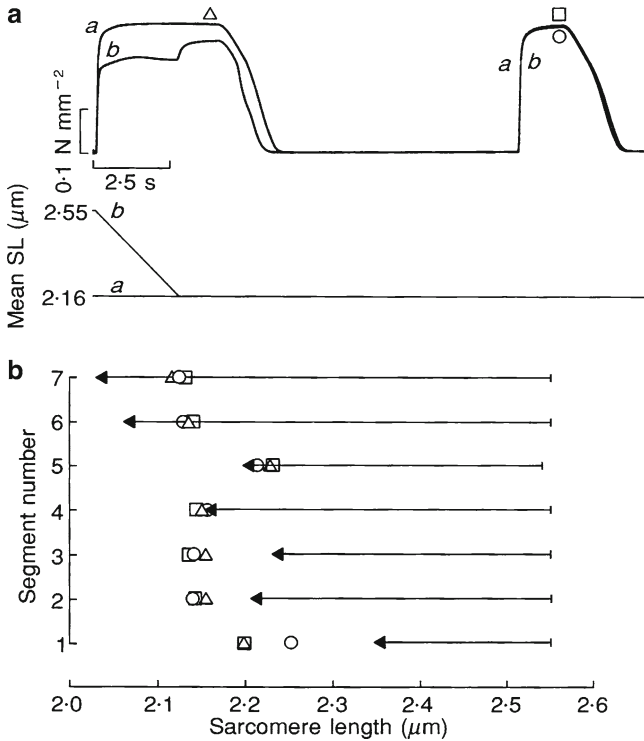 a
a
b
a b
0·1 N mm⁻²
2·5 s
Mean SL (μm)
2·55 b
2·16 a
b
Segment number
7
6
5
4
3
2
1
2·0 2·1 2·2 2·3 2·4 2·5 2·6
Sarcomere length (μm)